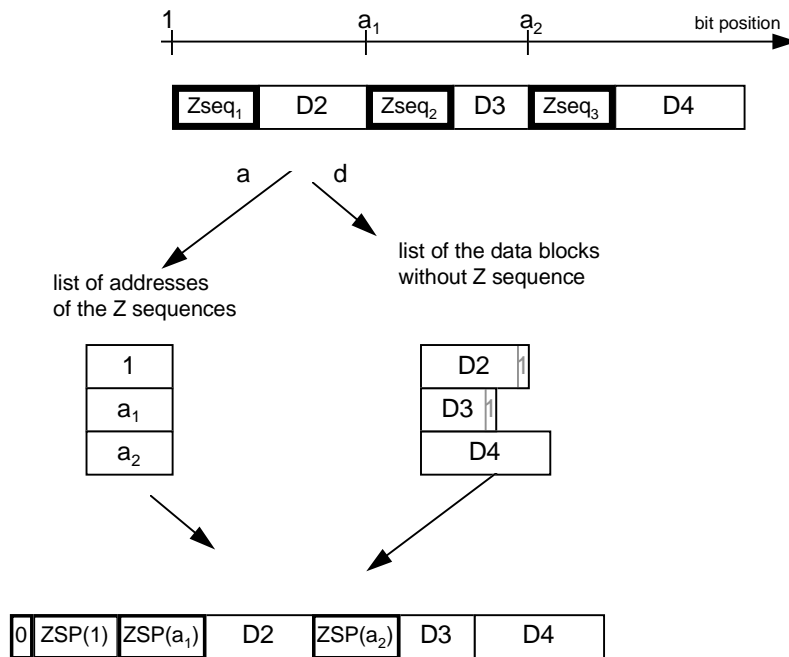 1 a₁ a₂ bit position
Zseq₁ D2 Zseq₂ D3 Zseq₃ D4
a d
list of the data blocks
without Z sequence
list of addresses
of the Z sequences
1
a₁
a₂
D2 1
D3 1
D4
0 ZSP(1) ZSP(a₁) D2 ZSP(a₂) D3 D4